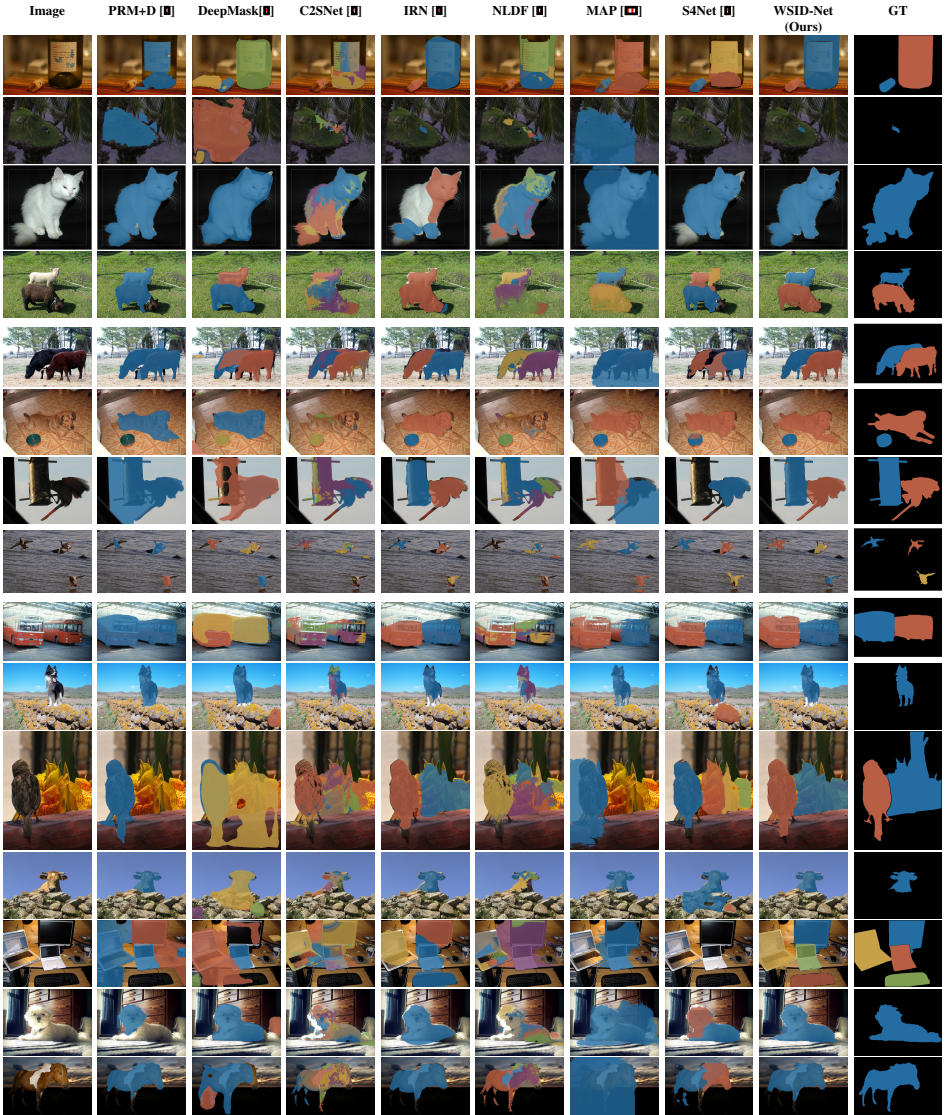 Image PRM+D [] DeepMask[] C2SNet [] IRN [] NLDF [] MAP [] S4Net [] WSID-Net GT
(Ours)